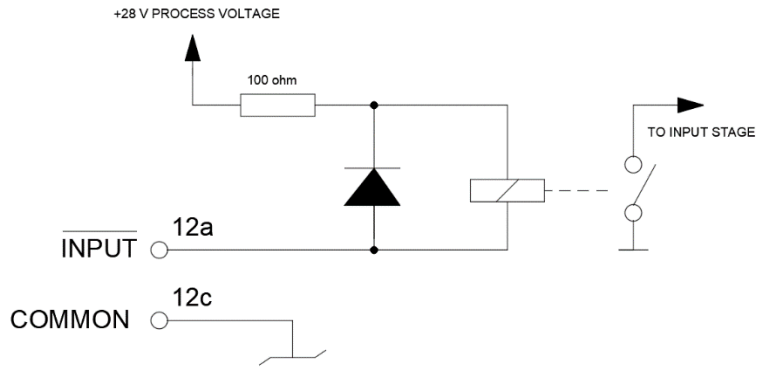 +28 V PROCESS VOLTAGE
100 ohm
TO INPUT STAGE
12a
INPUT
12c
COMMON